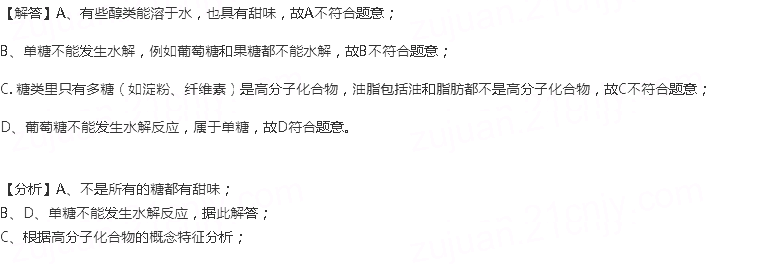 【解答】A、有些醇类能溶于水，也具有甜味，故A不符合题意；
B、单糖不能发生水解，例如葡萄糖和果糖都不能水解，故B不符合题意；
C. 糖类里只有多糖（如淀粉、纤维素）是高分子化合物，油脂包括油和脂肪都不是高分子化合物，故C不符合题意；
D、葡萄糖不能发生水解反应，属于单糖，故D符合题意。
【分析】A、不是所有的糖都有甜味；
B、D、单糖不能发生水解反应，据此解答；
C、根据高分子化合物的概念特征分析；